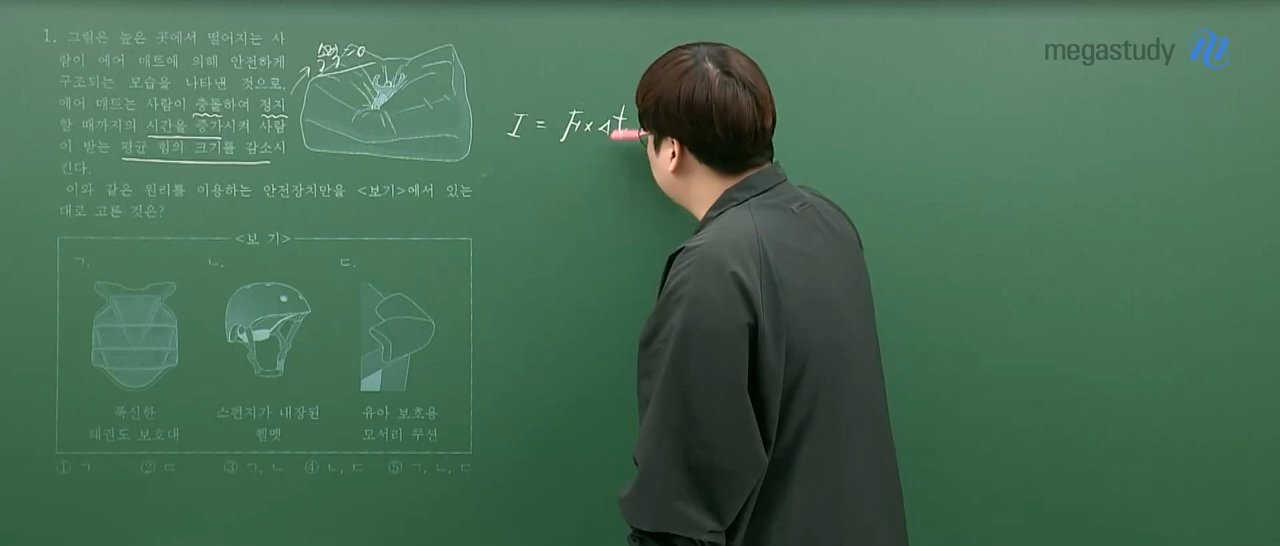 megastudy
1. 그림은 높은 곳에서 떨어지는 사
람이 에어 매트에 의해 안전하게
구조되는 모습을 나타낸 것으로,
에어 매트는 사람이 충돌하여 정지
할 때까지의 시간을 증가시켜 사람
이 받는 평균 힘의 크기를 감소시
킨다.
이와 같은 원리를 이용하는 안전장치만을 <보기>에서 있는
대로 고른 것은?
I = F×Δt
<보 기>
ㄱ. ㄴ. ㄷ.
푹신한 스펀지가 내장된 유아 보호용
태권도 보호대 헬멧 모서리 쿠션
① ㄱ ② ㄷ ③ ㄱ, ㄴ ④ ㄴ, ㄷ ⑤ ㄱ, ㄴ, ㄷ